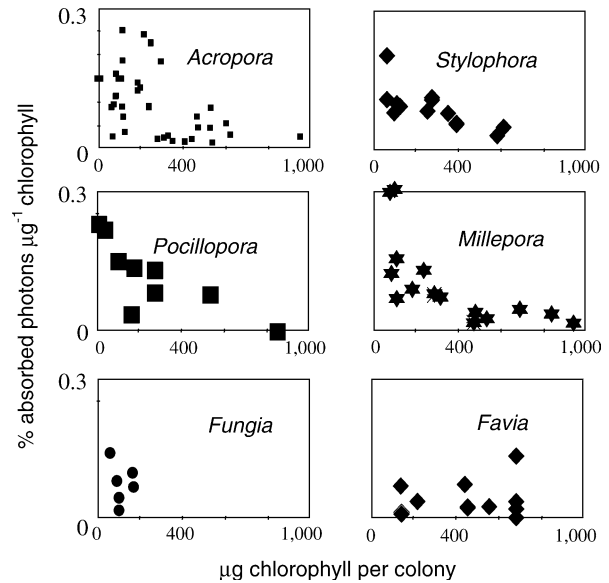 0.3
Acropora
Stylophora
0
0 400 1,000
0 400 1,000
0.3
Pocillopora
Millepora
0
0 400 1,000
0 400 1,000
0.3
Fungia
Favia
0
0 400 1,000
0 400 1,000
% absorbed photons µg⁻¹ chlorophyll
µg chlorophyll per colony